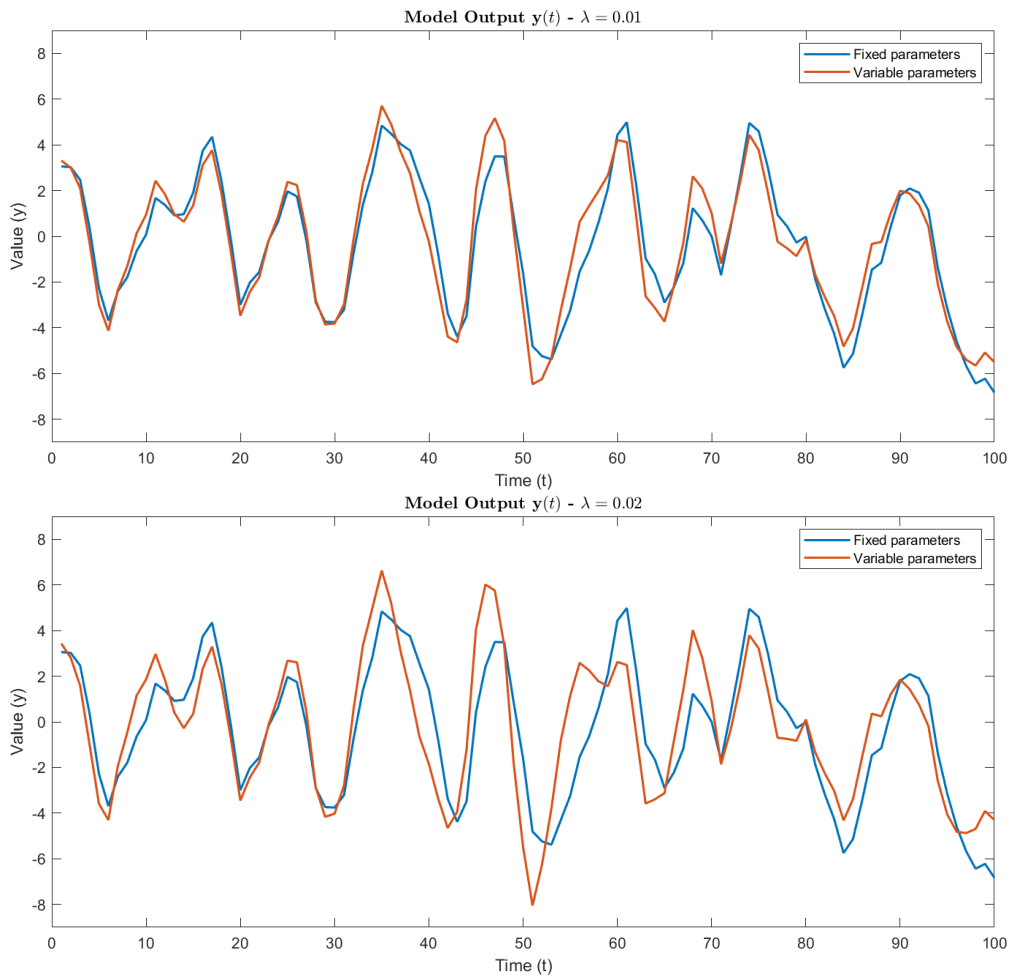 Model Output y(t) - λ = 0.01
8
6
4
2
0
-2
-4
-6
-8
Value (y)
Fixed parameters
Variable parameters
0 10 20 30 40 50 60 70 80 90 100
Time (t)
Model Output y(t) - λ = 0.02
8
6
4
2
0
-2
-4
-6
-8
Value (y)
Fixed parameters
Variable parameters
0 10 20 30 40 50 60 70 80 90 100
Time (t)